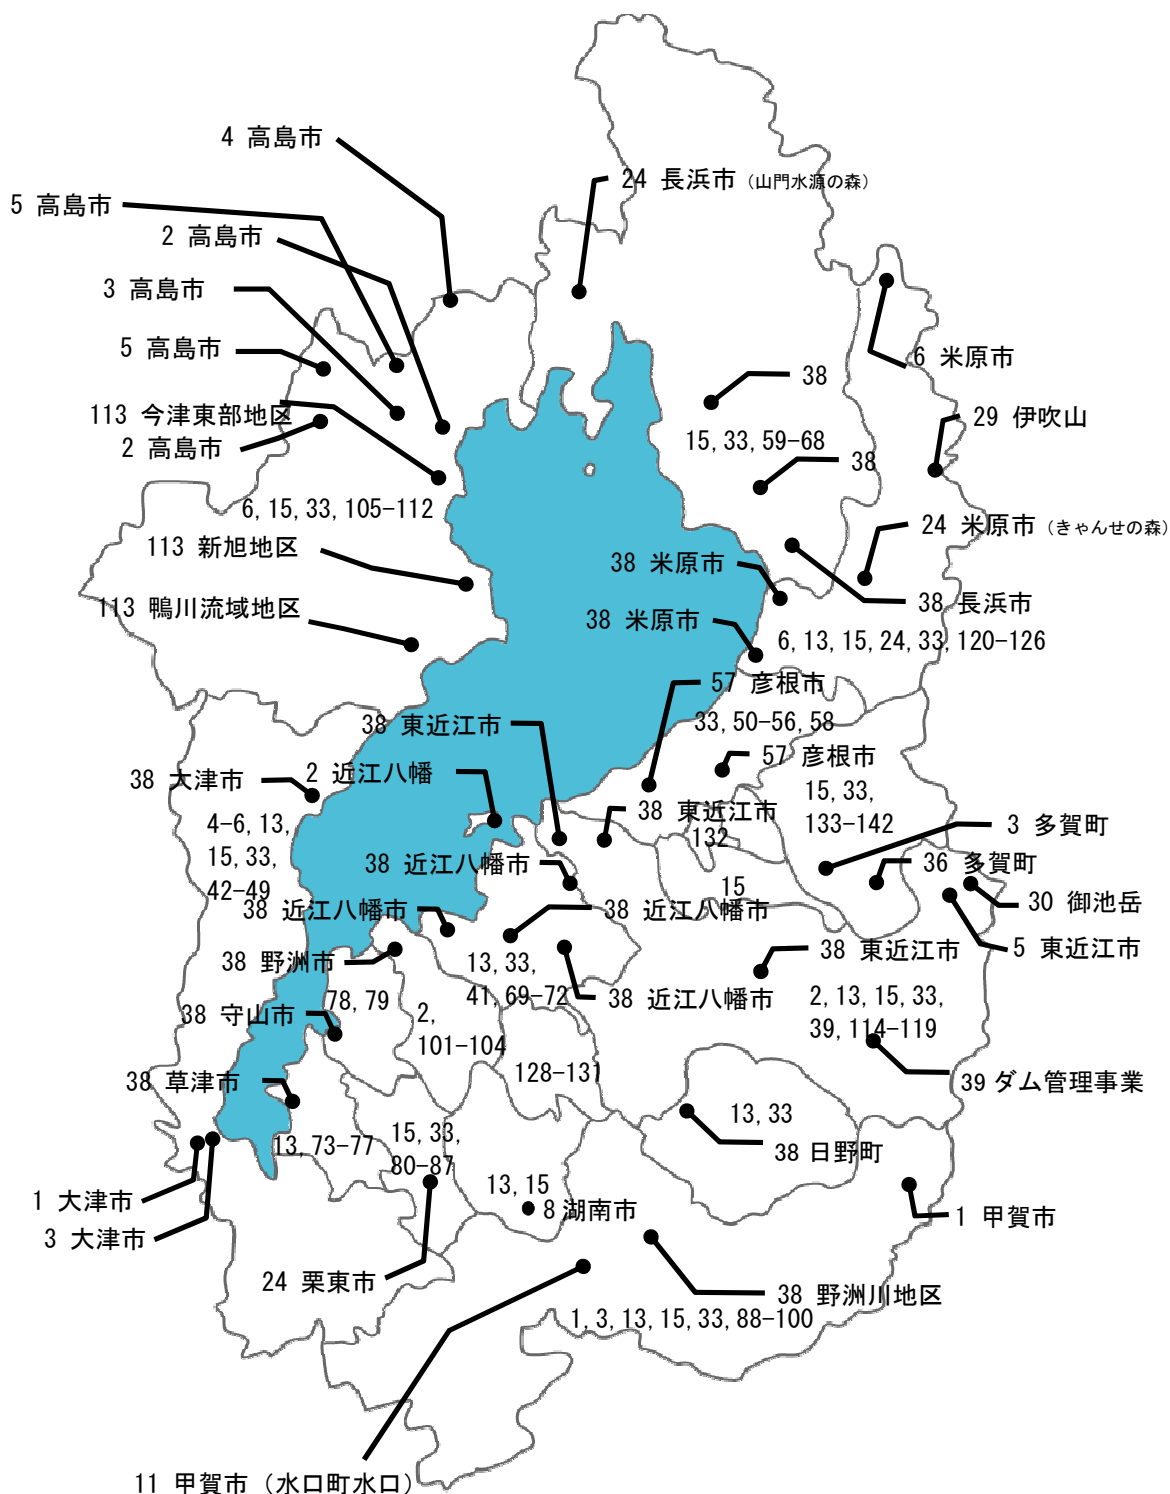 4 高島市
24 長浜市 (山門水源の森)
5 高島市
2 高島市
3 高島市
5 高島市
6 米原市
38
113 今津東部地区
29 伊吹山
2 高島市
15, 33, 59-68
38
6, 15, 33, 105-112
24 米原市 (きゃんせの森)
113 新旭地区
38 米原市
38 長浜市
113 鴨川流域地区
38 米原市
6, 13, 15, 24, 33, 120-126
57 彦根市
38 東近江市
33, 50-56, 58
57 彦根市
38 大津市
2 近江八幡
15, 33,
133-142
38 東近江市
132
3 多賀町
4-6, 13,
15, 33,
42-49
38 近江八幡市
36 多賀町
15
30 御池岳
38 近江八幡市
38 近江八幡市
5 東近江市
38 東近江市
38 野洲市
13, 33,
41, 69-72
38 近江八幡市
2, 13, 15, 33,
39, 114-119
78, 79
38 守山市
2,
101-104
128-131
38 草津市
39 ダム管理事業
13, 33
13, 73-77
15, 33,
80-87
38 日野町
13, 15
1 大津市
8 湖南市
1 甲賀市
3 大津市
24 栗東市
38 野洲川地区
1, 3, 13, 15, 33, 88-100
11 甲賀市 (水口町水口)